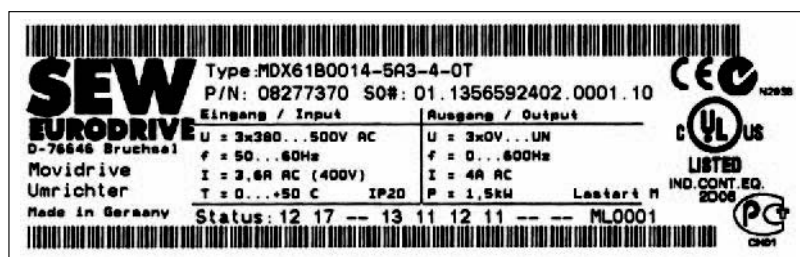 SEW
EURODRIVE
D-76646 Bruchsal
Movidrive
Umrichter
Made in Germany
Type:MDX61B0014-5A3-4-0T
P/N: 08277370 SO#: 01.1356592402.0001.10
Eingang / Input
U = 3x380...500V AC
f = 50...60Hz
I = 3,6A AC (400V)
T = 0...+50 C IP20
Ausgang / Output
U = 3x0V...UN
f = 0...600Hz
I = 4A AC
P = 1,5kW Lastart M
Status: 12 17 -- 13 11 12 11 -- -- ML0001
CE
N2936
C UL US
LISTED
IND.CONT.EQ.
2D06